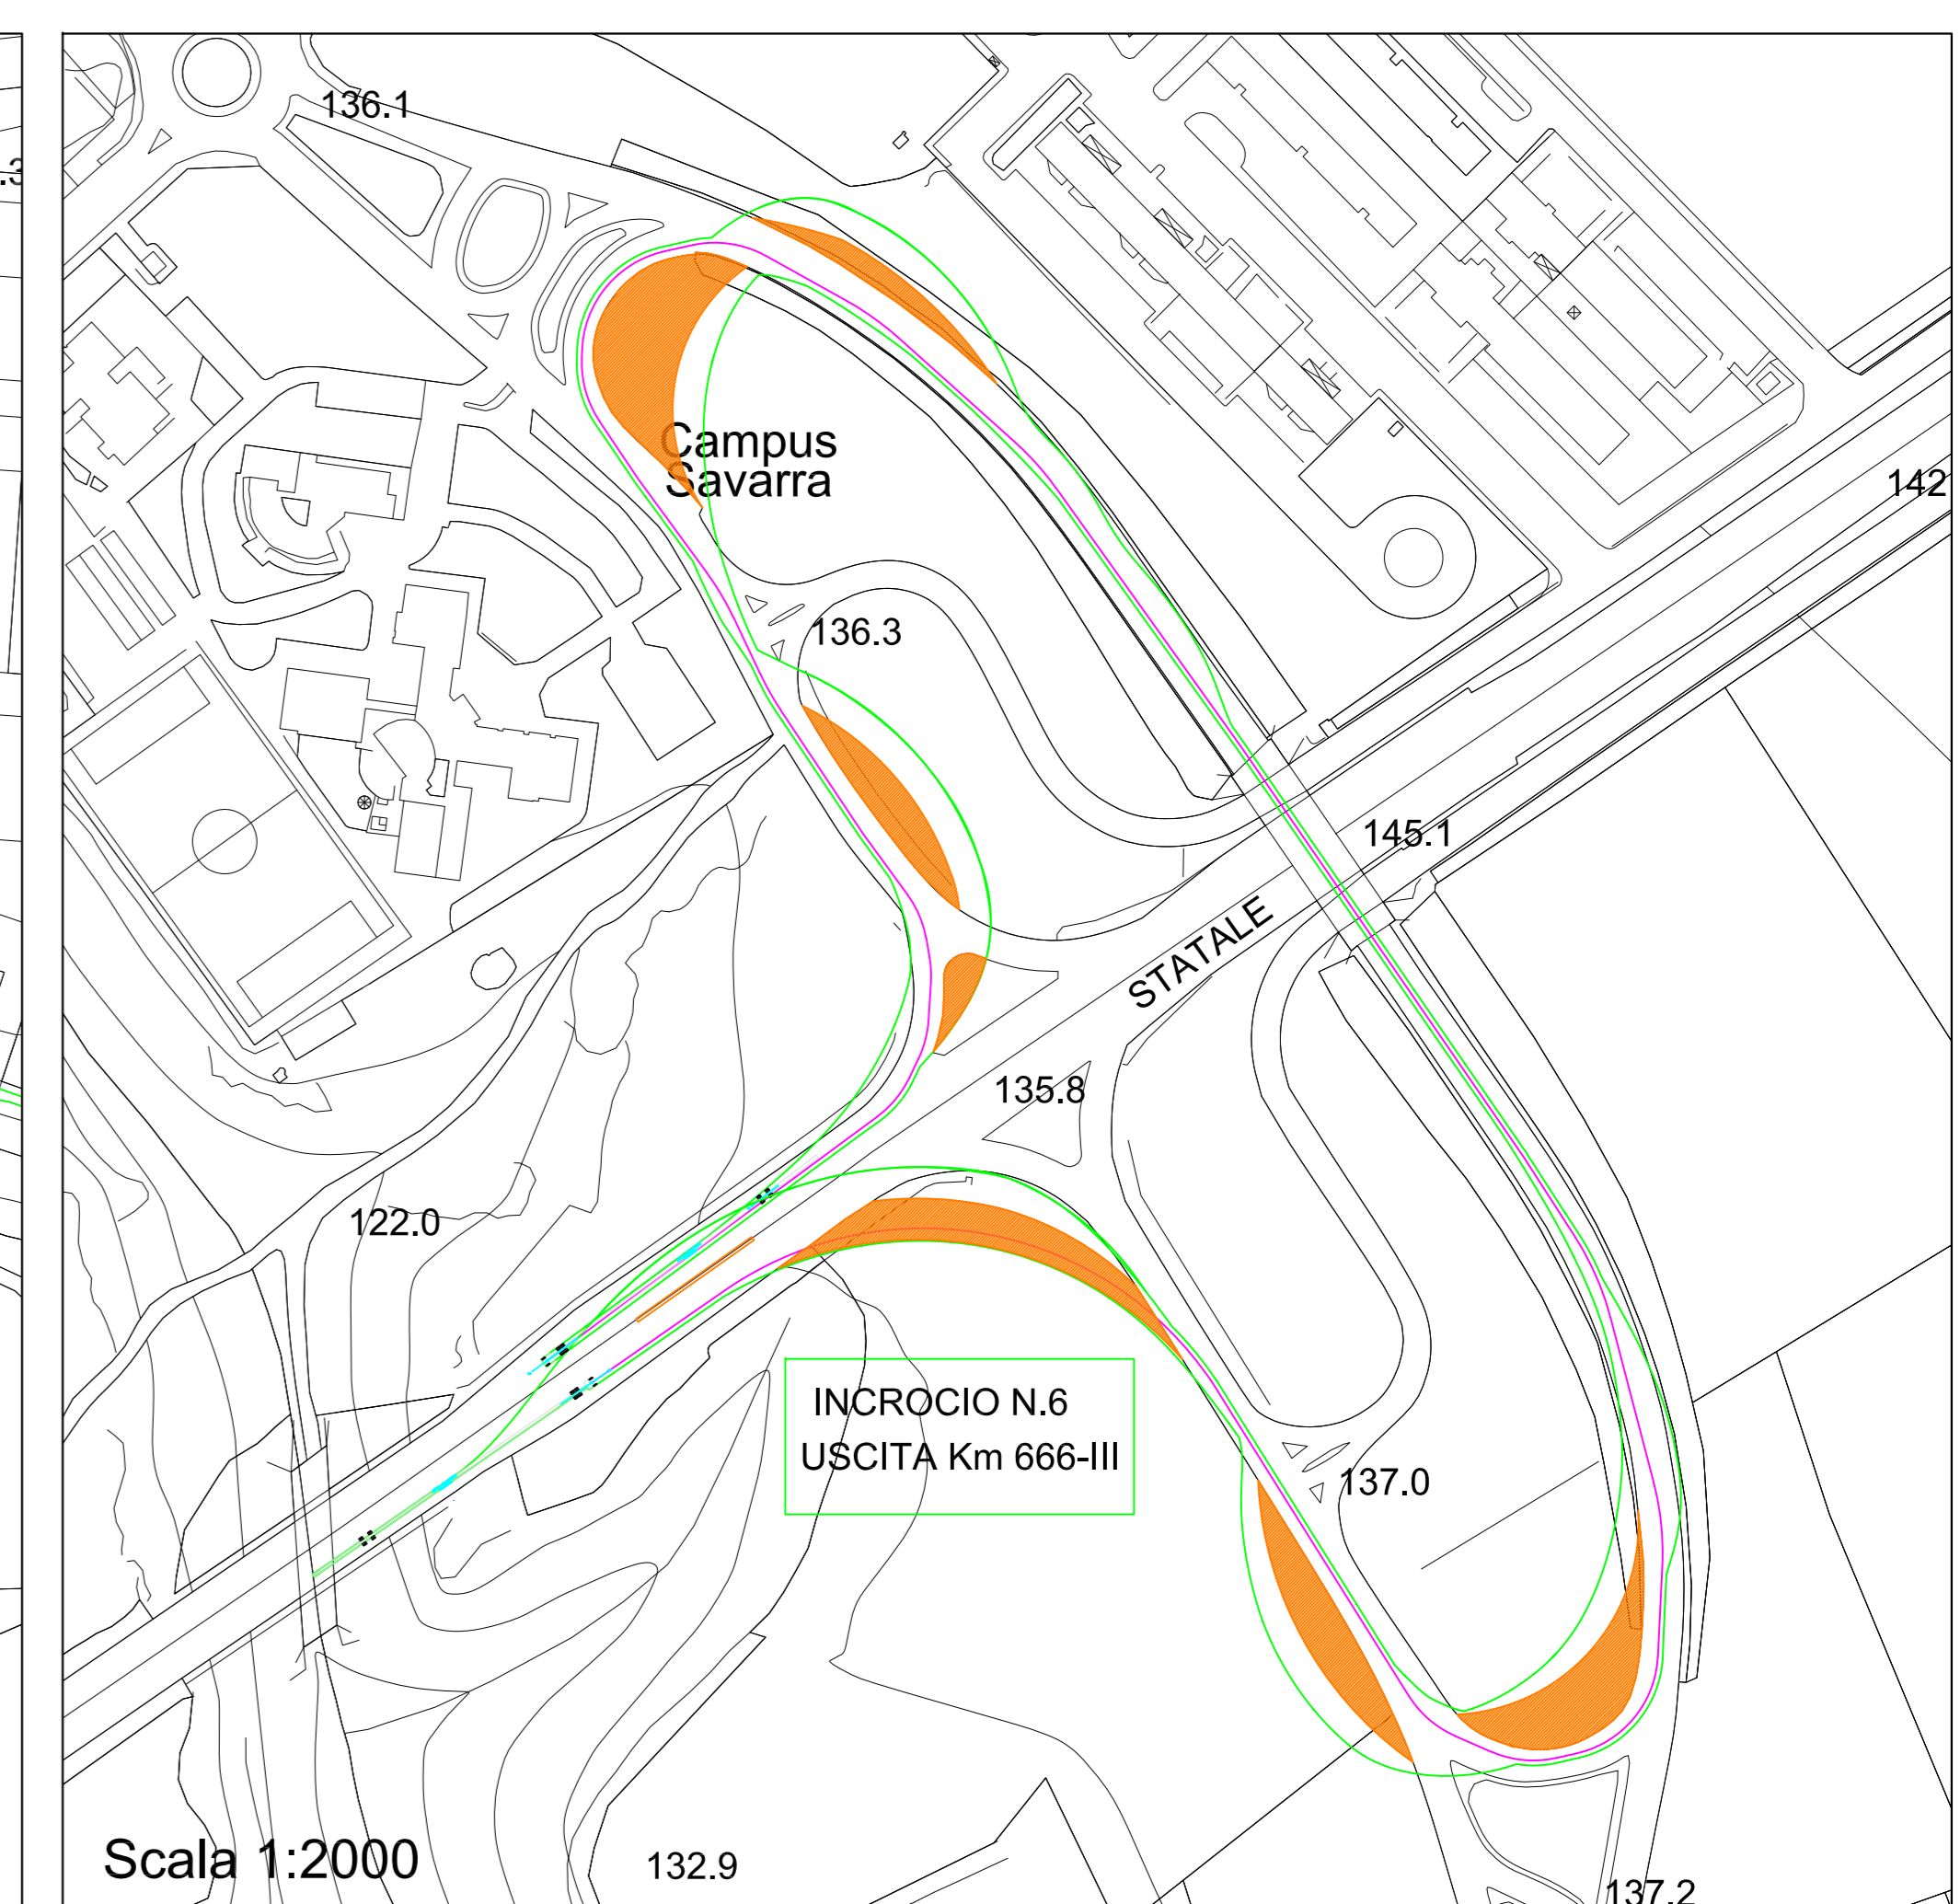 136.1
.3
Campus
Savarra
142
136.3
145.1
STATALE
135.8
122.0
INCROCIO N.6
USCITA Km 666-III
137.0
Scala 1:2000
132.9
137.2